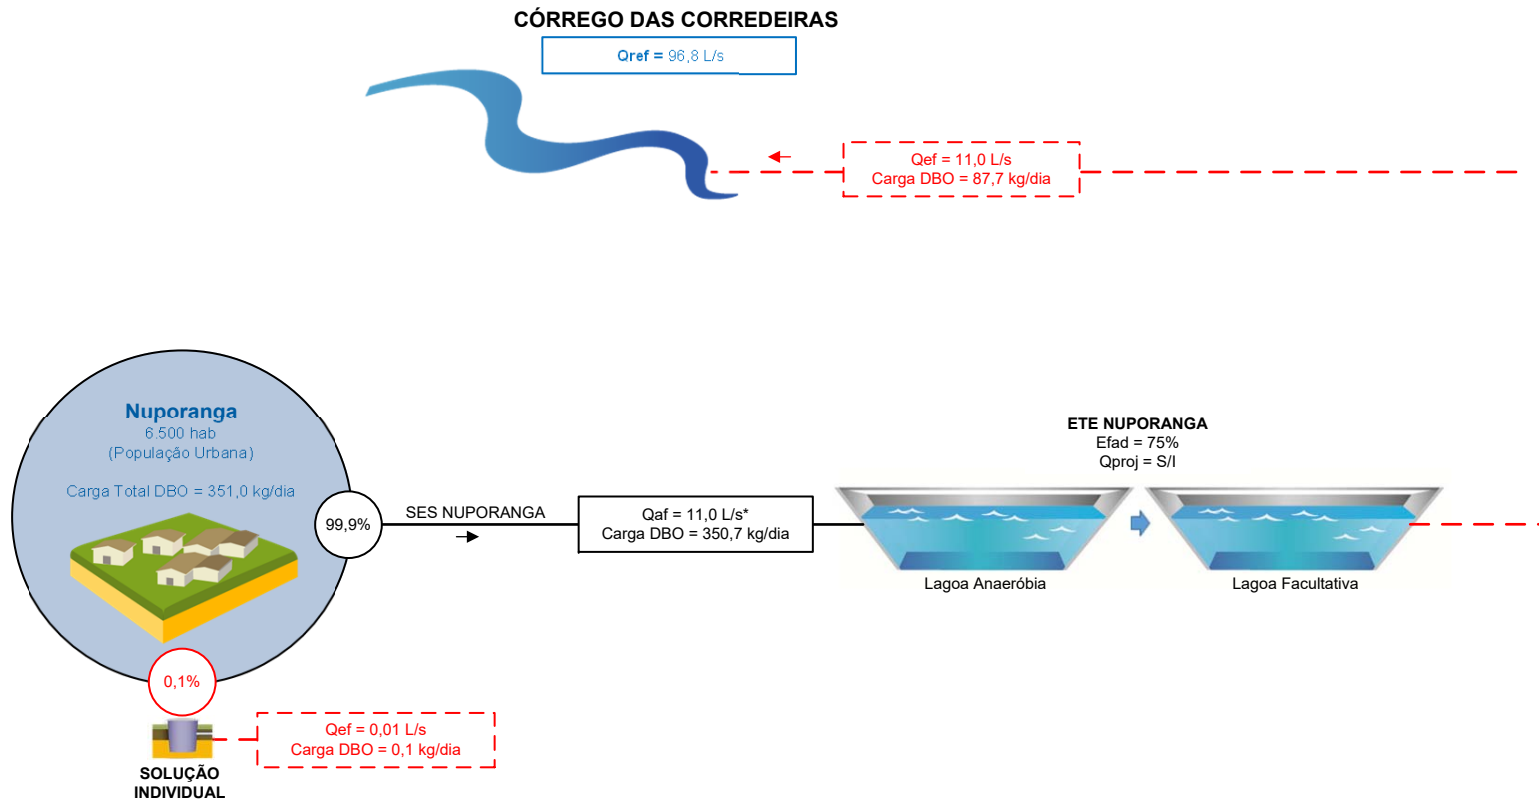 CÓRREGO DAS CORREDEIRAS
Qref = 96,8 L/s
Qef = 11,0 L/s
Carga DBO = 87,7 kg/dia
Nuporanga
6.500 hab
(População Urbana)
Carga Total DBO = 351,0 kg/dia
99,9%
SES NUPORANGA
Qaf = 11,0 L/s*
Carga DBO = 350,7 kg/dia
ETE NUPORANGA
Efad = 75%
Qproj = S/I
Lagoa Anaeróbia
Lagoa Facultativa
0,1%
Qef = 0,01 L/s
Carga DBO = 0,1 kg/dia
SOLUÇÃO
INDIVIDUAL